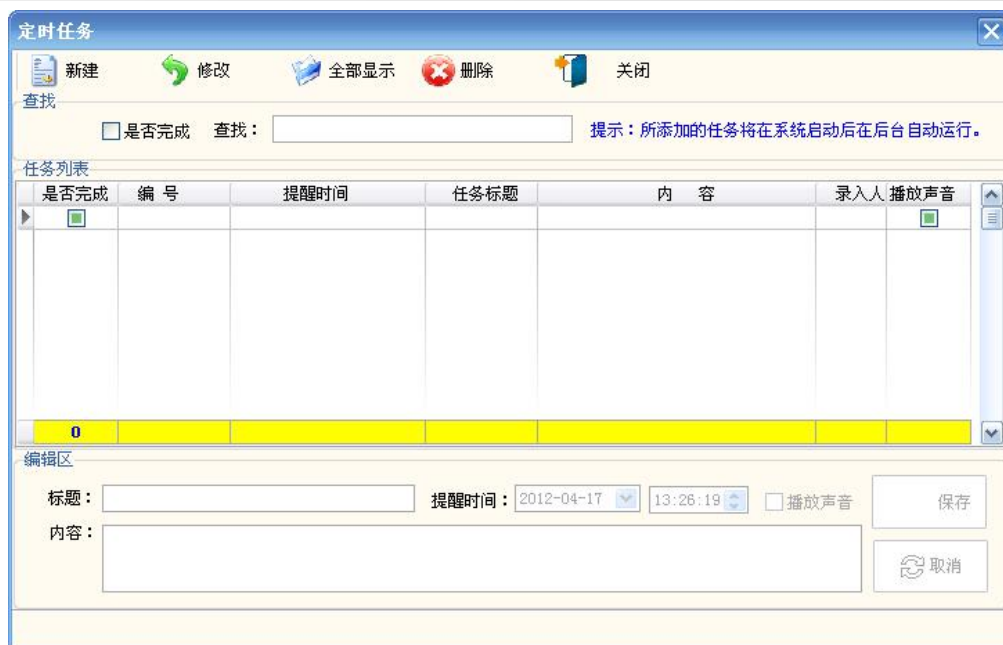 定时任务
新建 修改 全部显示 删除 关闭
查找
是否完成 查找： 提示：所添加的任务将在系统启动后在后台自动运行。
任务列表
是否完成 编 号 提醒时间 任务标题 内 容 录入人 播放声音
0
编辑区
标题： 提醒时间： 2012-04-17 13:26:19 播放声音 保存
内容：
取消